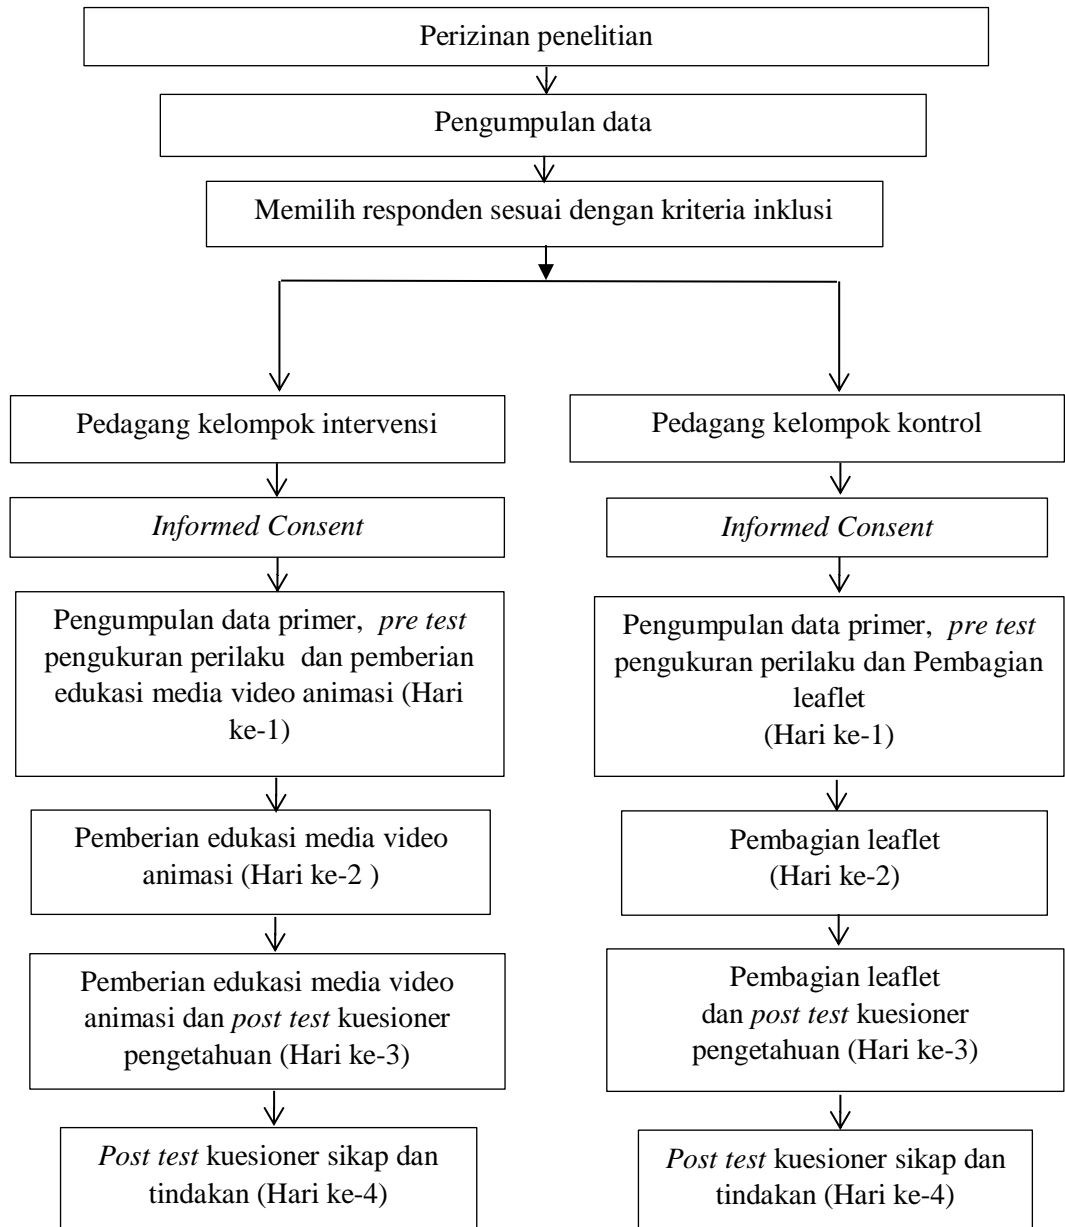 Perizinan penelitian
Pengumpulan data
Memilih responden sesuai dengan kriteria inklusi
Pedagang kelompok intervensi
Pedagang kelompok kontrol
Informed Consent
Informed Consent
Pengumpulan data primer, pre test
pengukuran perilaku dan pemberian
edukasi media video animasi (Hari
ke-1)
Pengumpulan data primer, pre test
pengukuran perilaku dan Pembagian
leaflet
(Hari ke-1)
Pemberian edukasi media video
animasi (Hari ke-2 )
Pembagian leaflet
(Hari ke-2)
Pemberian edukasi media video
animasi dan post test kuesioner
pengetahuan (Hari ke-3)
Pembagian leaflet
dan post test kuesioner
pengetahuan (Hari ke-3)
Post test kuesioner sikap dan
tindakan (Hari ke-4)
Post test kuesioner sikap dan
tindakan (Hari ke-4)